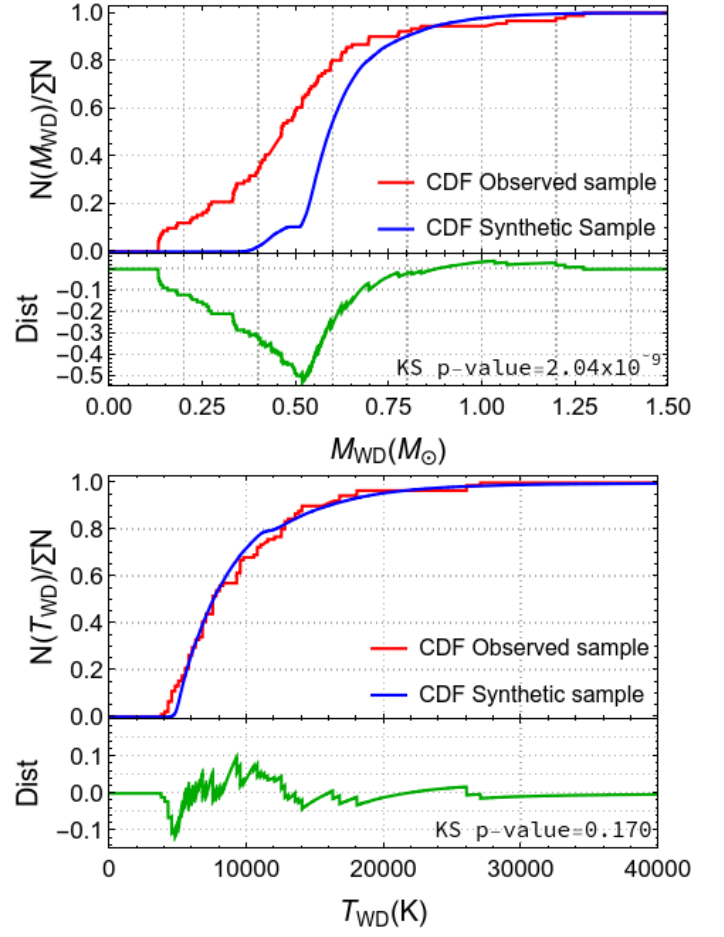 N(M_WD)/ΣN
1.0
0.8
0.6
0.4
0.2
0.0
CDF Observed sample
CDF Synthetic Sample
Dist
-0.1
-0.2
-0.3
-0.4
-0.5
KS p-value=2.04x10^-9
0.00 0.25 0.50 0.75 1.00 1.25 1.50
M_WD(M_⊙)
N(T_WD)/ΣN
1.0
0.8
0.6
0.4
0.2
0.0
CDF Observed sample
CDF Synthetic sample
Dist
0.1
0.0
-0.1
KS p-value=0.170
0 10000 20000 30000 40000
T_WD(K)